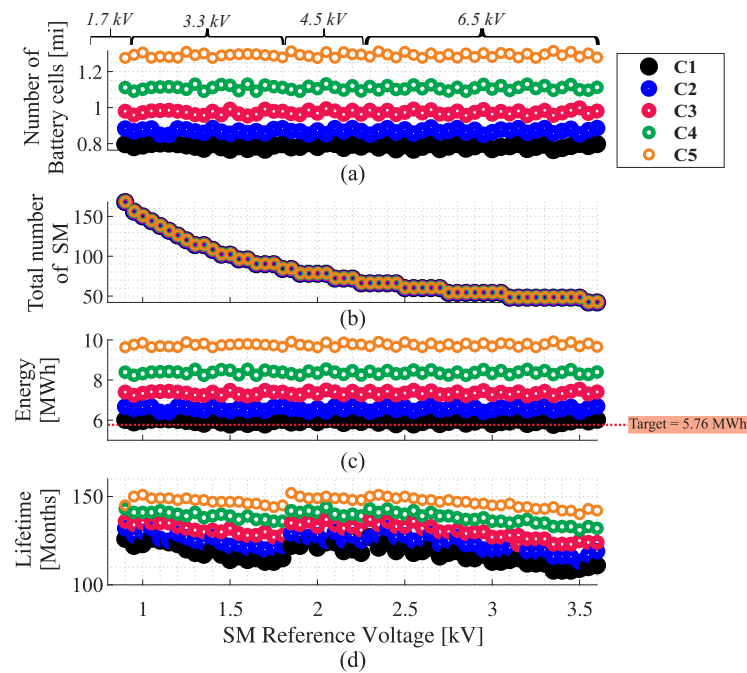 1.7 kV 3.3 kV 4.5 kV 6.5 kV
Number of
Battery cells [mi]
1.2
1
0.8
(a)
C1
C2
C3
C4
C5
Total number
of SM
150
100
50
(b)
Energy
[MWh]
10
8
6
Target = 5.76 MWh
(c)
Lifetime
[Months]
150
100
1 1.5 2 2.5 3 3.5
SM Reference Voltage [kV]
(d)